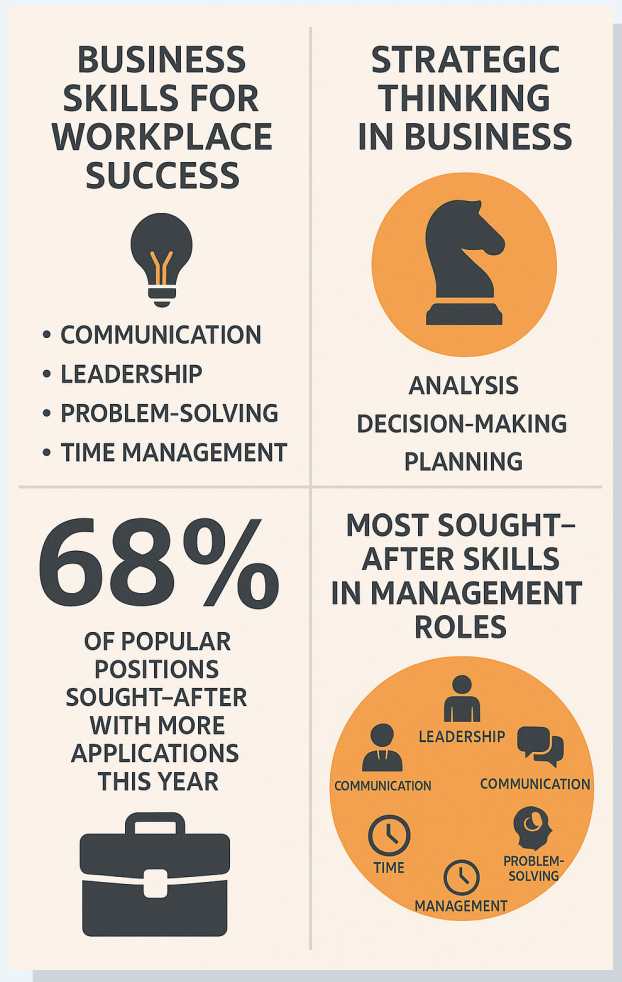 BUSINESS
SKILLS FOR
WORKPLACE
SUCCESS
• COMMUNICATION
• LEADERSHIP
• PROBLEM-SOLVING
• TIME MANAGEMENT
STRATEGIC
THINKING
IN BUSINESS
ANALYSIS
DECISION-MAKING
PLANNING
68%
OF POPULAR
POSITIONS
SOUGHT–AFTER
WITH MORE
APPLICATIONS
THIS YEAR
MOST SOUGHT–
AFTER SKILLS
IN MANAGEMENT
ROLES
LEADERSHIP
COMMUNICATION
COMMUNICATION
TIME
PROBLEM-
SOLVING
MANAGEMENT